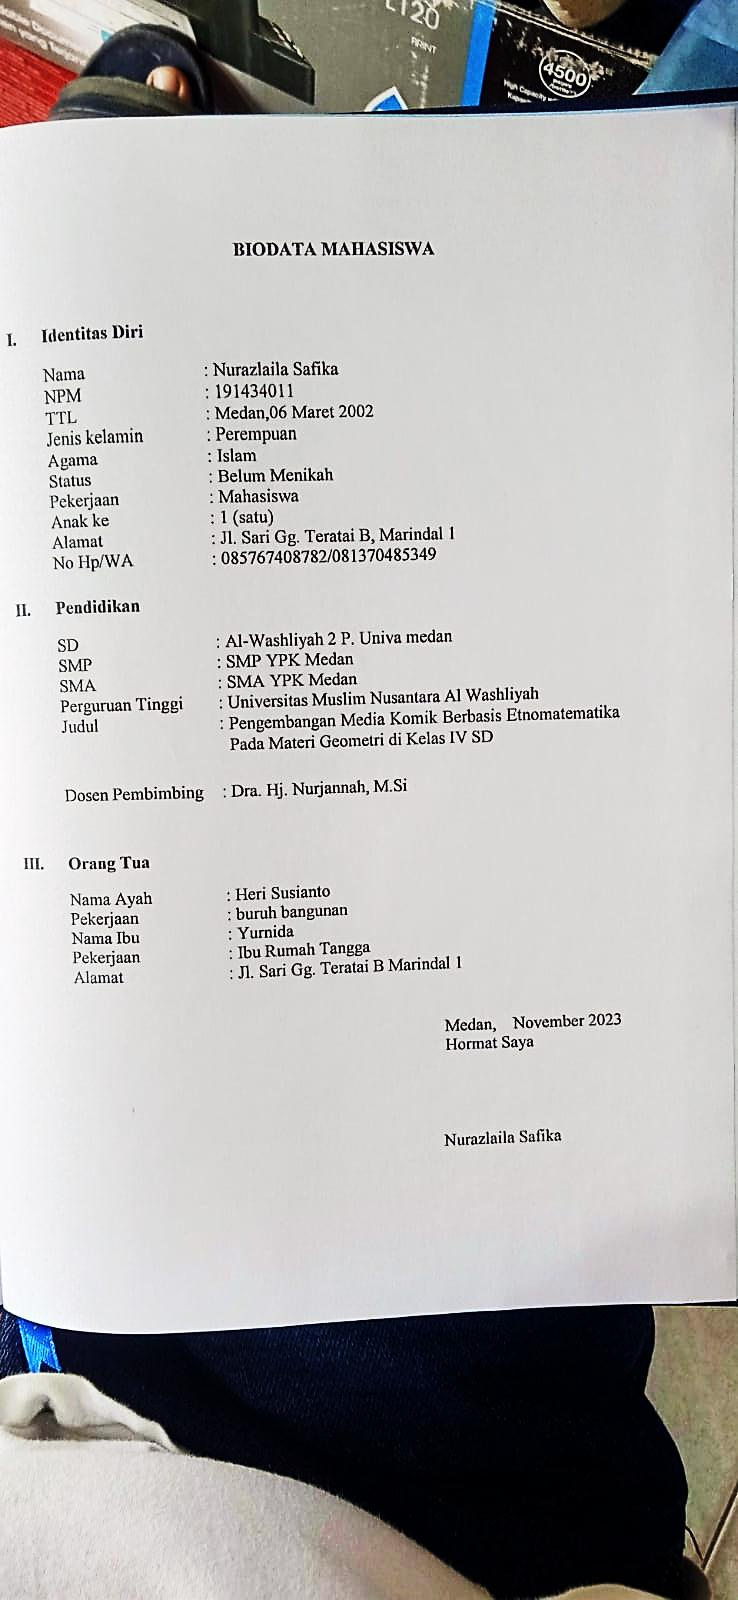 L120
PRINT
4500
High Capacity
BIODATA MAHASISWA
I. Identitas Diri
Nama : Nurazlaila Safika
NPM : 191434011
TTL : Medan,06 Maret 2002
Jenis kelamin : Perempuan
Agama : Islam
Status : Belum Menikah
Pekerjaan : Mahasiswa
Anak ke : 1 (satu)
Alamat : Jl. Sari Gg. Teratai B, Marindal 1
No Hp/WA : 085767408782/081370485349
II. Pendidikan
SD : Al-Washliyah 2 P. Univa medan
SMP : SMP YPK Medan
SMA : SMA YPK Medan
Perguruan Tinggi : Universitas Muslim Nusantara Al Washliyah
Judul : Pengembangan Media Komik Berbasis Etnomatematika
Pada Materi Geometri di Kelas IV SD
Dosen Pembimbing : Dra. Hj. Nurjannah, M.Si
III. Orang Tua
Nama Ayah : Heri Susianto
Pekerjaan : buruh bangunan
Nama Ibu : Yurnida
Pekerjaan : Ibu Rumah Tangga
Alamat : Jl. Sari Gg. Teratai B Marindal 1
Medan, November 2023
Hormat Saya
Nurazlaila Safika